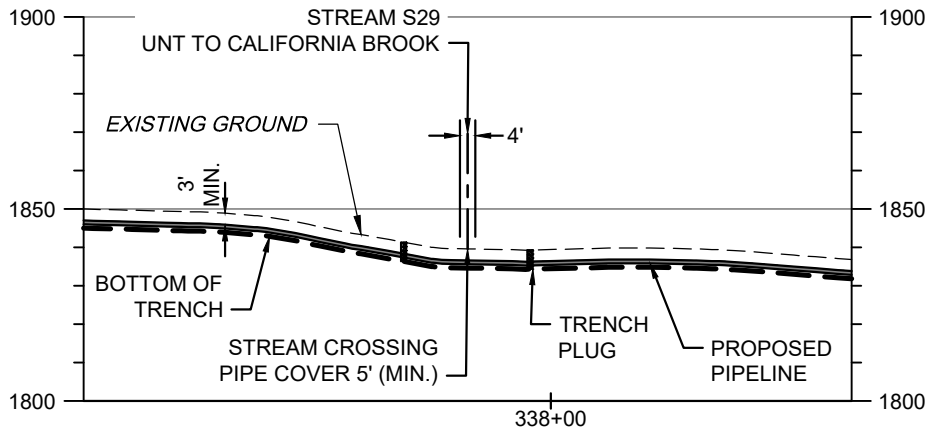 1900
STREAM S29
UNT TO CALIFORNIA BROOK
1900
EXISTING GROUND
4'
3'
MIN.
1850
1850
BOTTOM OF
TRENCH
STREAM CROSSING
PIPE COVER 5' (MIN.)
TRENCH
PLUG
PROPOSED
PIPELINE
1800
1800
338+00